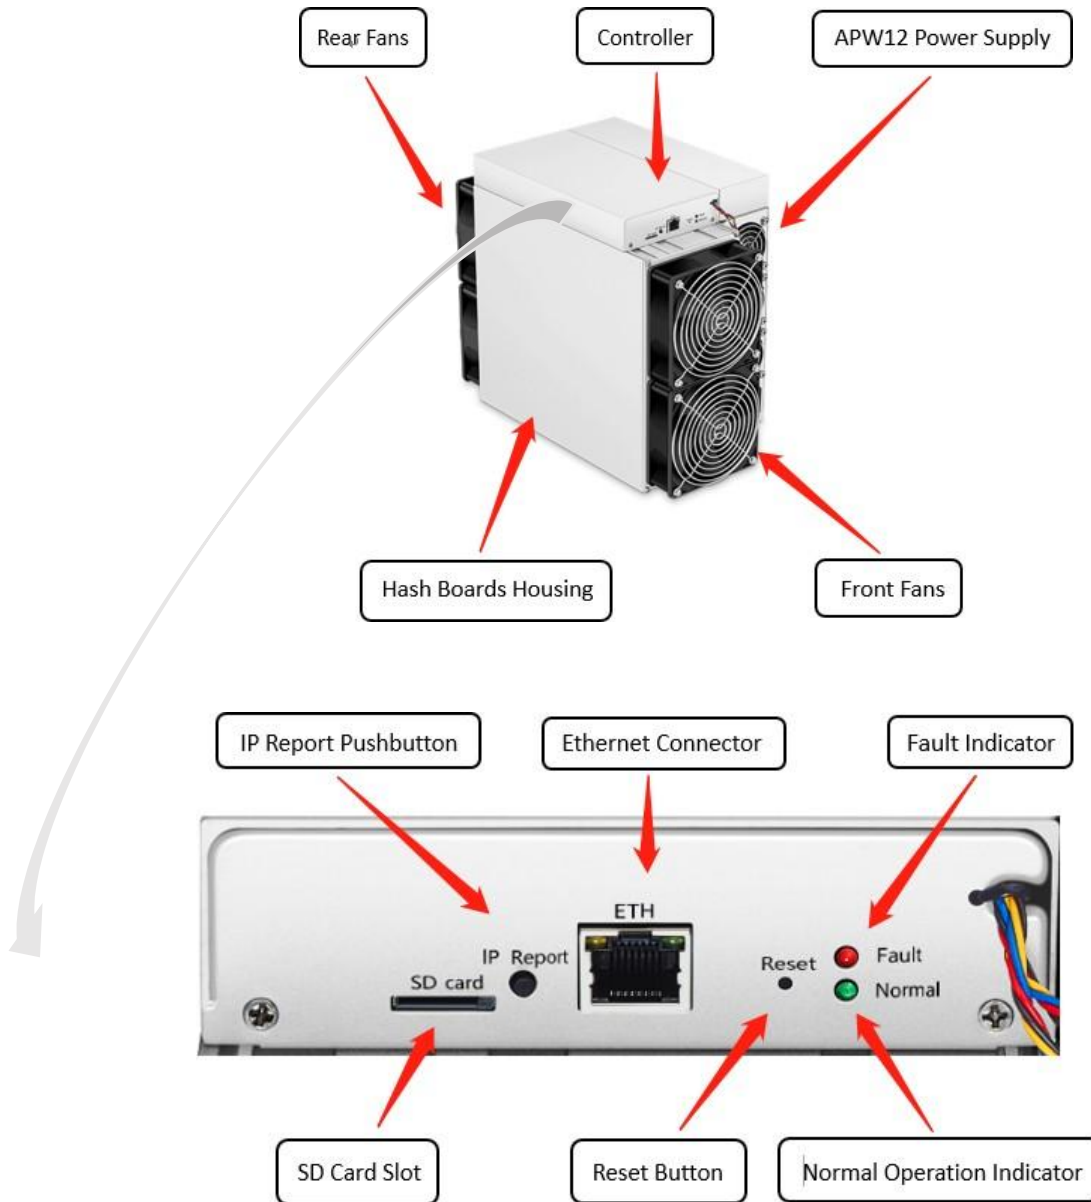 Rear Fans
Controller
APW12 Power Supply
Hash Boards Housing
Front Fans
IP Report Pushbutton
Ethernet Connector
Fault Indicator
ETH
IP Report
SD card
Reset
Fault
Normal
SD Card Slot
Reset Button
Normal Operation Indicator